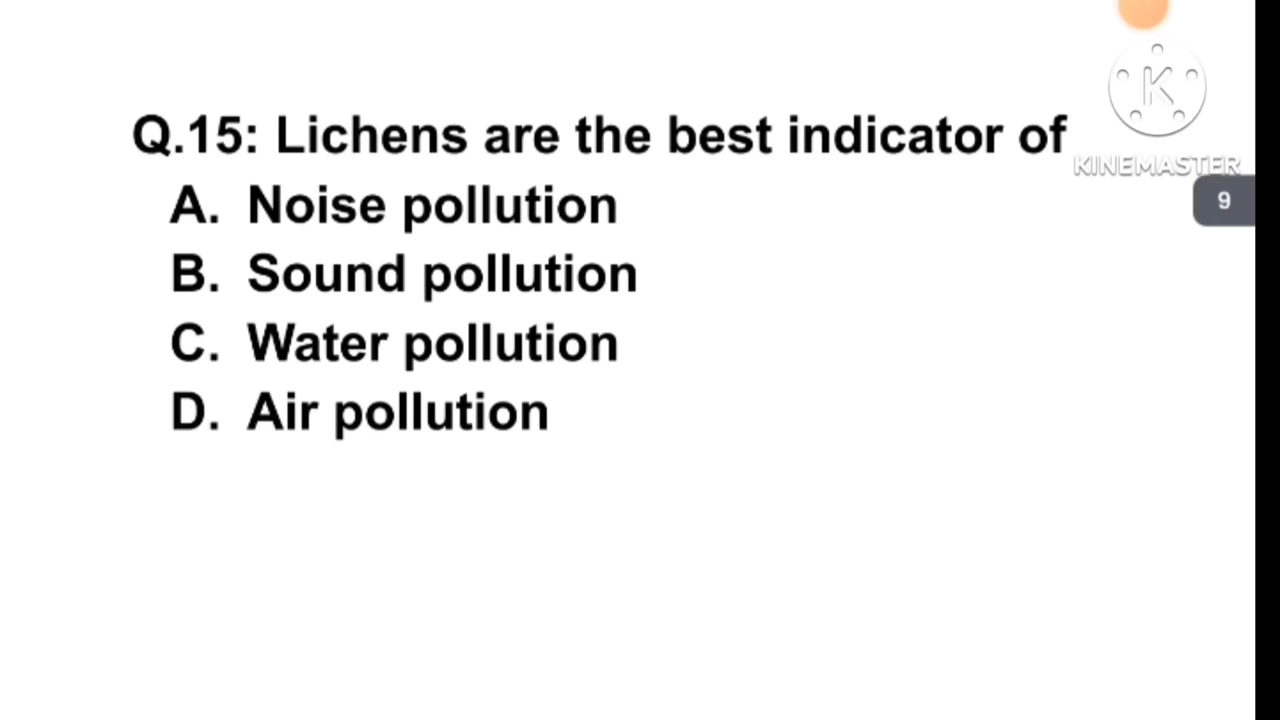 Q.15: Lichens are the best indicator of
K
KINEMASTER
A. Noise pollution
9
B. Sound pollution
C. Water pollution
D. Air pollution